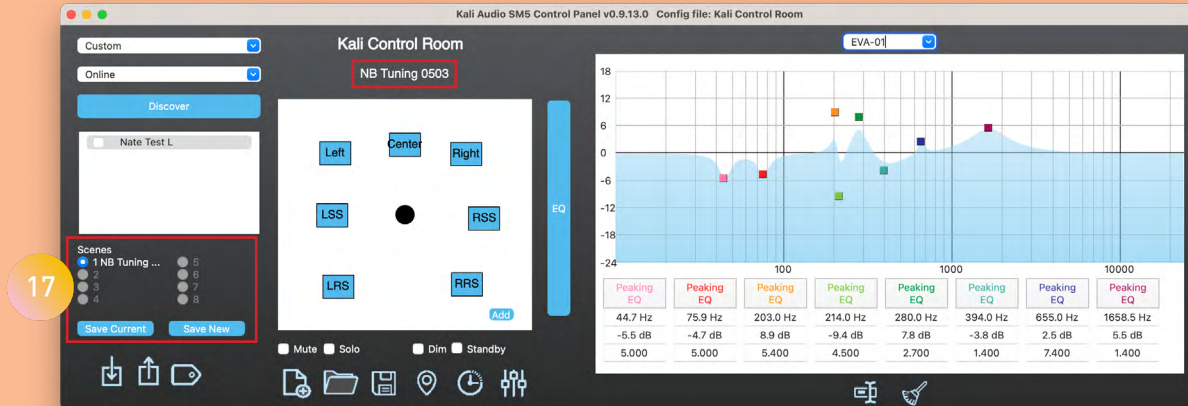 Kali Audio SM5 Control Panel v0.9.13.0 Config file: Kali Control Room
Custom
Online
Discover
Nate Test L
Scenes
1 NB Tuning ...
2
3
4
5
6
7
8
Save Current
Save New
17
Kali Control Room
NB Tuning 0503
Left
Center
Right
LSS
RSS
LRS
RRS
Add
Mute
Solo
Dim
Standby
EQ
EVA-01
18
12
6
0
-6
-12
-18
-24
100
1000
10000
Peaking EQ
44.7 Hz
-5.5 dB
5.000
Peaking EQ
75.9 Hz
-4.7 dB
5.000
Peaking EQ
203.0 Hz
8.9 dB
5.400
Peaking EQ
214.0 Hz
-9.4 dB
4.500
Peaking EQ
280.0 Hz
7.8 dB
2.700
Peaking EQ
394.0 Hz
-3.8 dB
1.400
Peaking EQ
655.0 Hz
2.5 dB
7.400
Peaking EQ
1658.5 Hz
5.5 dB
1.400